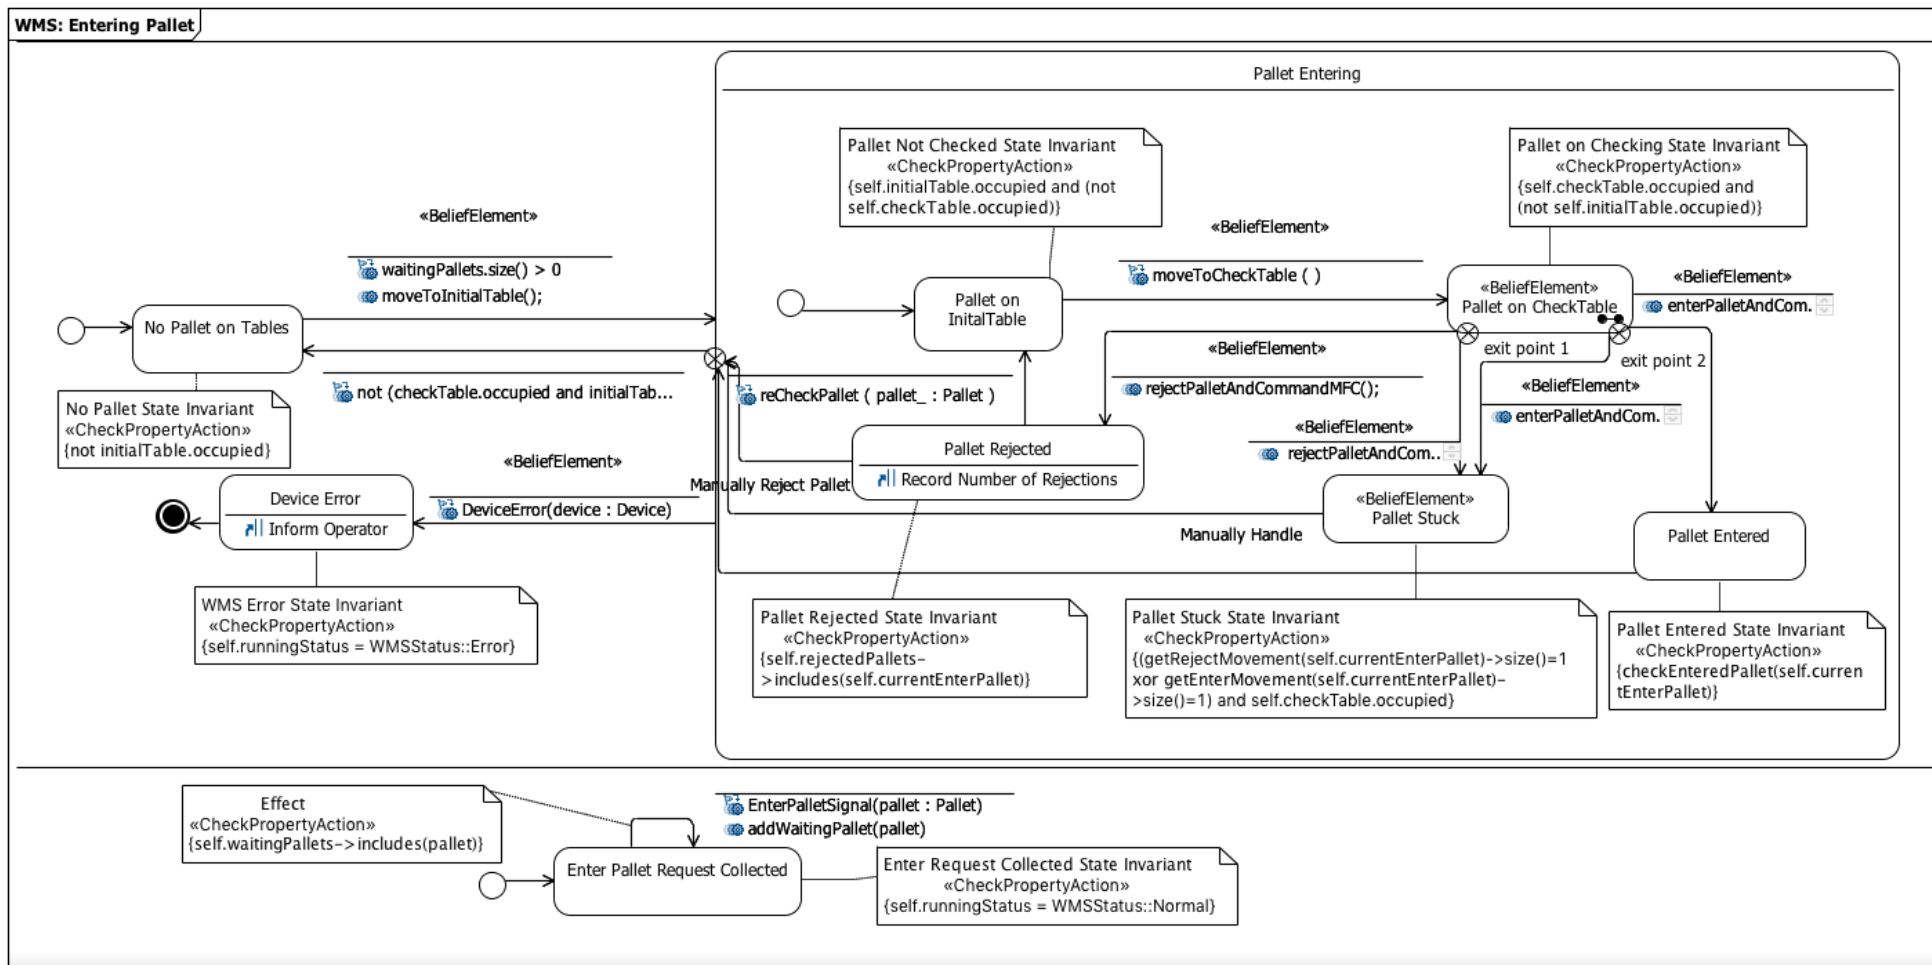 WMS: Entering Pallet
Pallet Entering
Pallet Not Checked State Invariant
«CheckPropertyAction»
{self.initialTable.occupied and (not
self.checkTable.occupied)}
Pallet on Checking State Invariant
«CheckPropertyAction»
{self.checkTable.occupied and
(not self.initialTable.occupied)}
«BeliefElement»
waitingPallets.size() > 0
moveToInitialTable();
«BeliefElement»
moveToCheckTable ( )
«BeliefElement»
Pallet on CheckTable
«BeliefElement»
enterPalletAndCom.
No Pallet on Tables
Pallet on
InitalTable
exit point 1
exit point 2
not (checkTable.occupied and initialTab...
«BeliefElement»
rejectPalletAndCommandMFC();
reCheckPallet ( pallet_ : Pallet )
«BeliefElement»
enterPalletAndCom.
No Pallet State Invariant
«CheckPropertyAction»
{not initialTable.occupied}
«BeliefElement»
rejectPalletAndCom..
Pallet Rejected
Record Number of Rejections
Manually Reject Pallet
«BeliefElement»
DeviceError(device : Device)
Device Error
Inform Operator
«BeliefElement»
Pallet Stuck
Manually Handle
Pallet Entered
WMS Error State Invariant
«CheckPropertyAction»
{self.runningStatus = WMSStatus::Error}
Pallet Rejected State Invariant
«CheckPropertyAction»
{self.rejectedPallets-
>includes(self.currentEnterPallet)}
Pallet Stuck State Invariant
«CheckPropertyAction»
{(getRejectMovement(self.currentEnterPallet)->size()=1
xor getEnterMovement(self.currentEnterPallet)-
>size()=1) and self.checkTable.occupied}
Pallet Entered State Invariant
«CheckPropertyAction»
{checkEnteredPallet(self.curren
tEnterPallet)}
Effect
«CheckPropertyAction»
{self.waitingPallets->includes(pallet)}
EnterPalletSignal(pallet : Pallet)
addWaitingPallet(pallet)
Enter Pallet Request Collected
Enter Request Collected State Invariant
«CheckPropertyAction»
{self.runningStatus = WMSStatus::Normal}